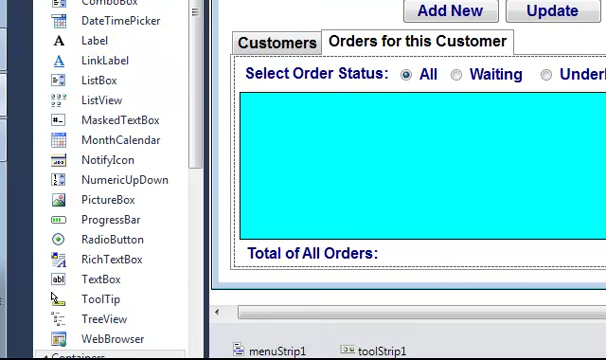 ComboBox
DateTimePicker
A Label
A LinkLabel
ListBox
ListView
MaskedTextBox
MonthCalendar
NotifyIcon
NumericUpDown
PictureBox
ProgressBar
RadioButton
RichTextBox
abl TextBox
ToolTip
TreeView
WebBrowser
Containers
Add New Update
Customers Orders for this Customer
Select Order Status: All Waiting
Total of All Orders:
menuStrip1 toolStrip1